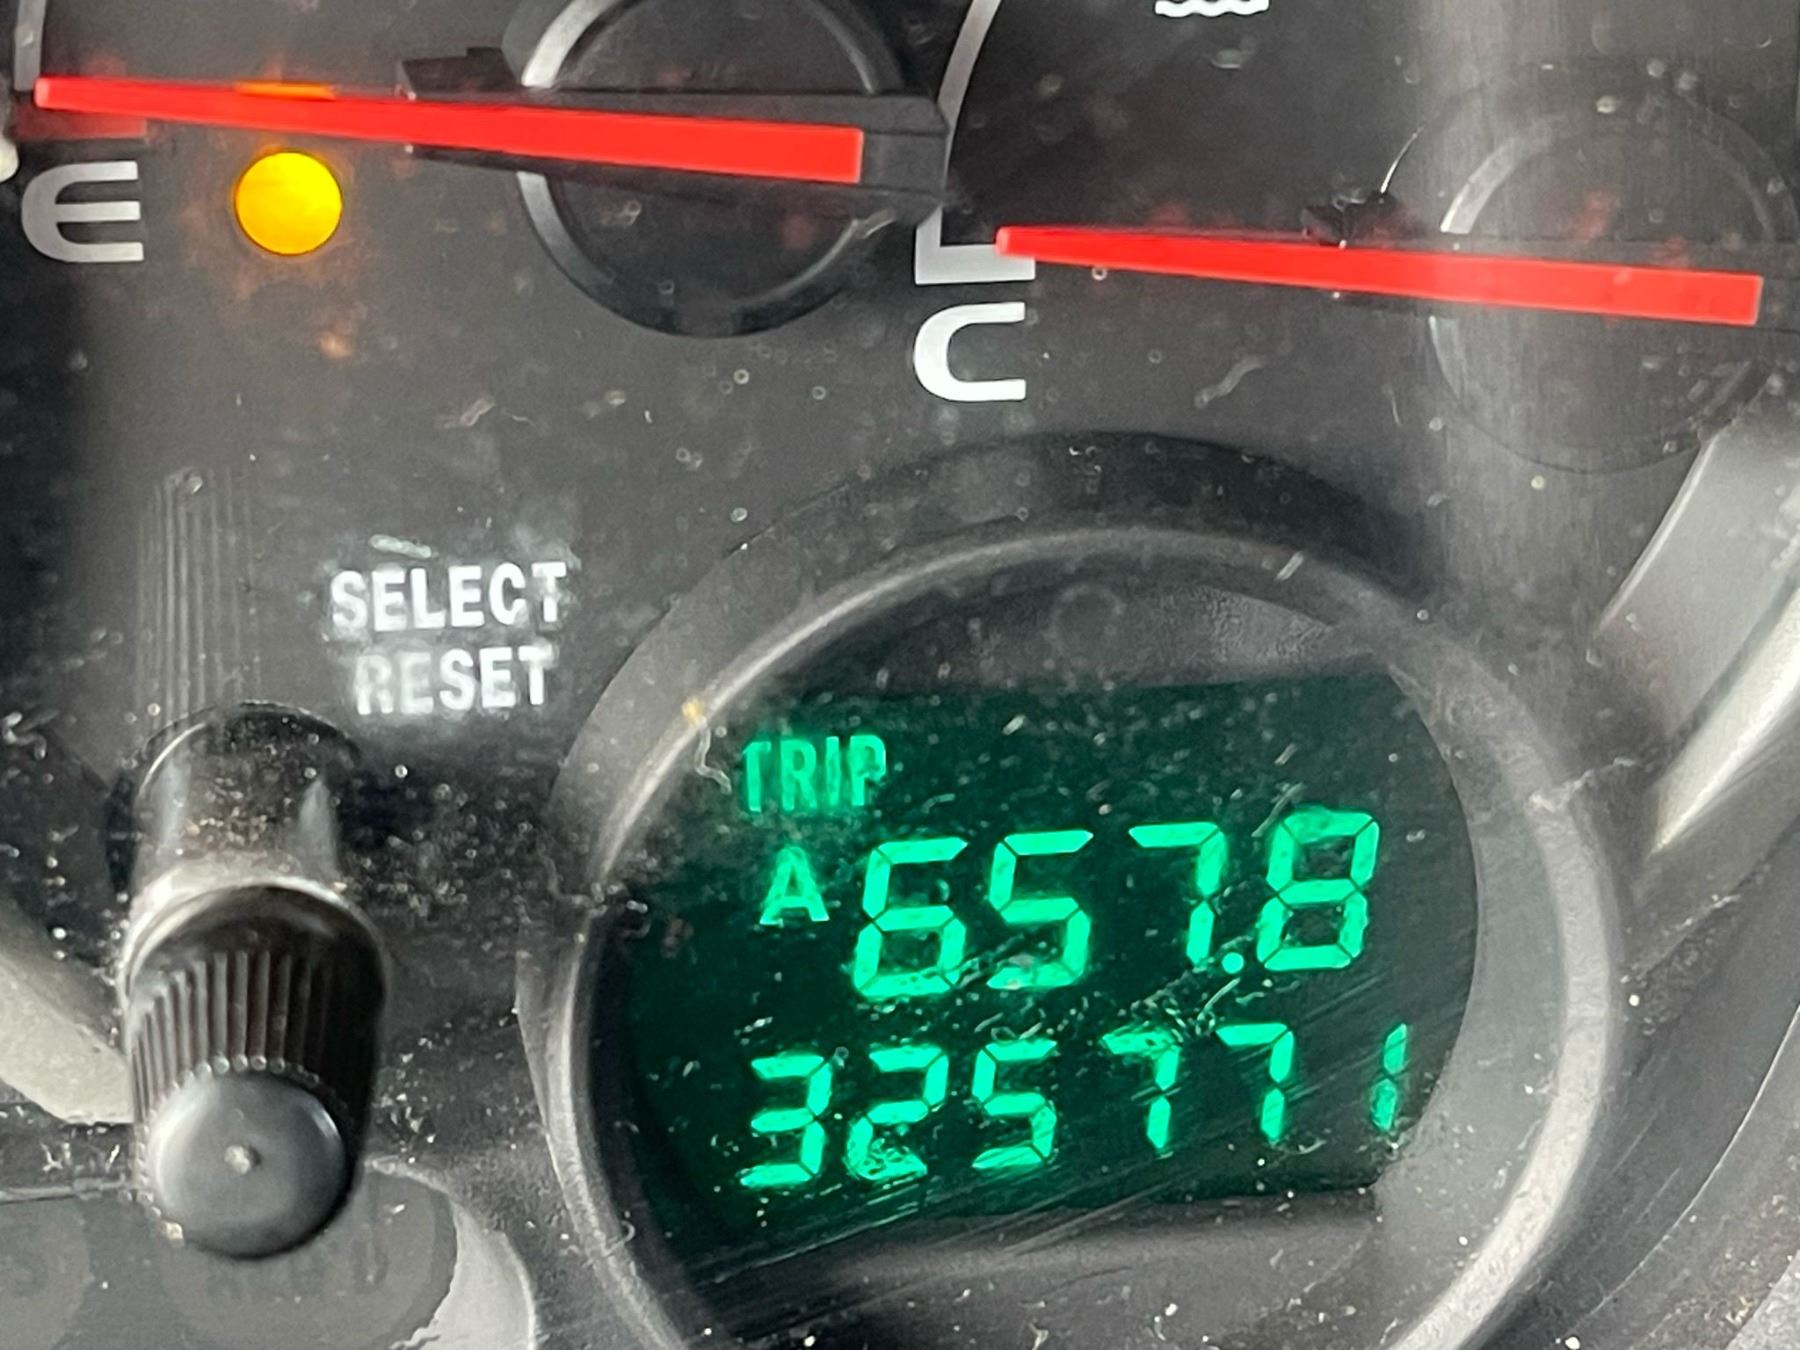 E
C
SELECT
RESET
TRIP
A 657.8
325771